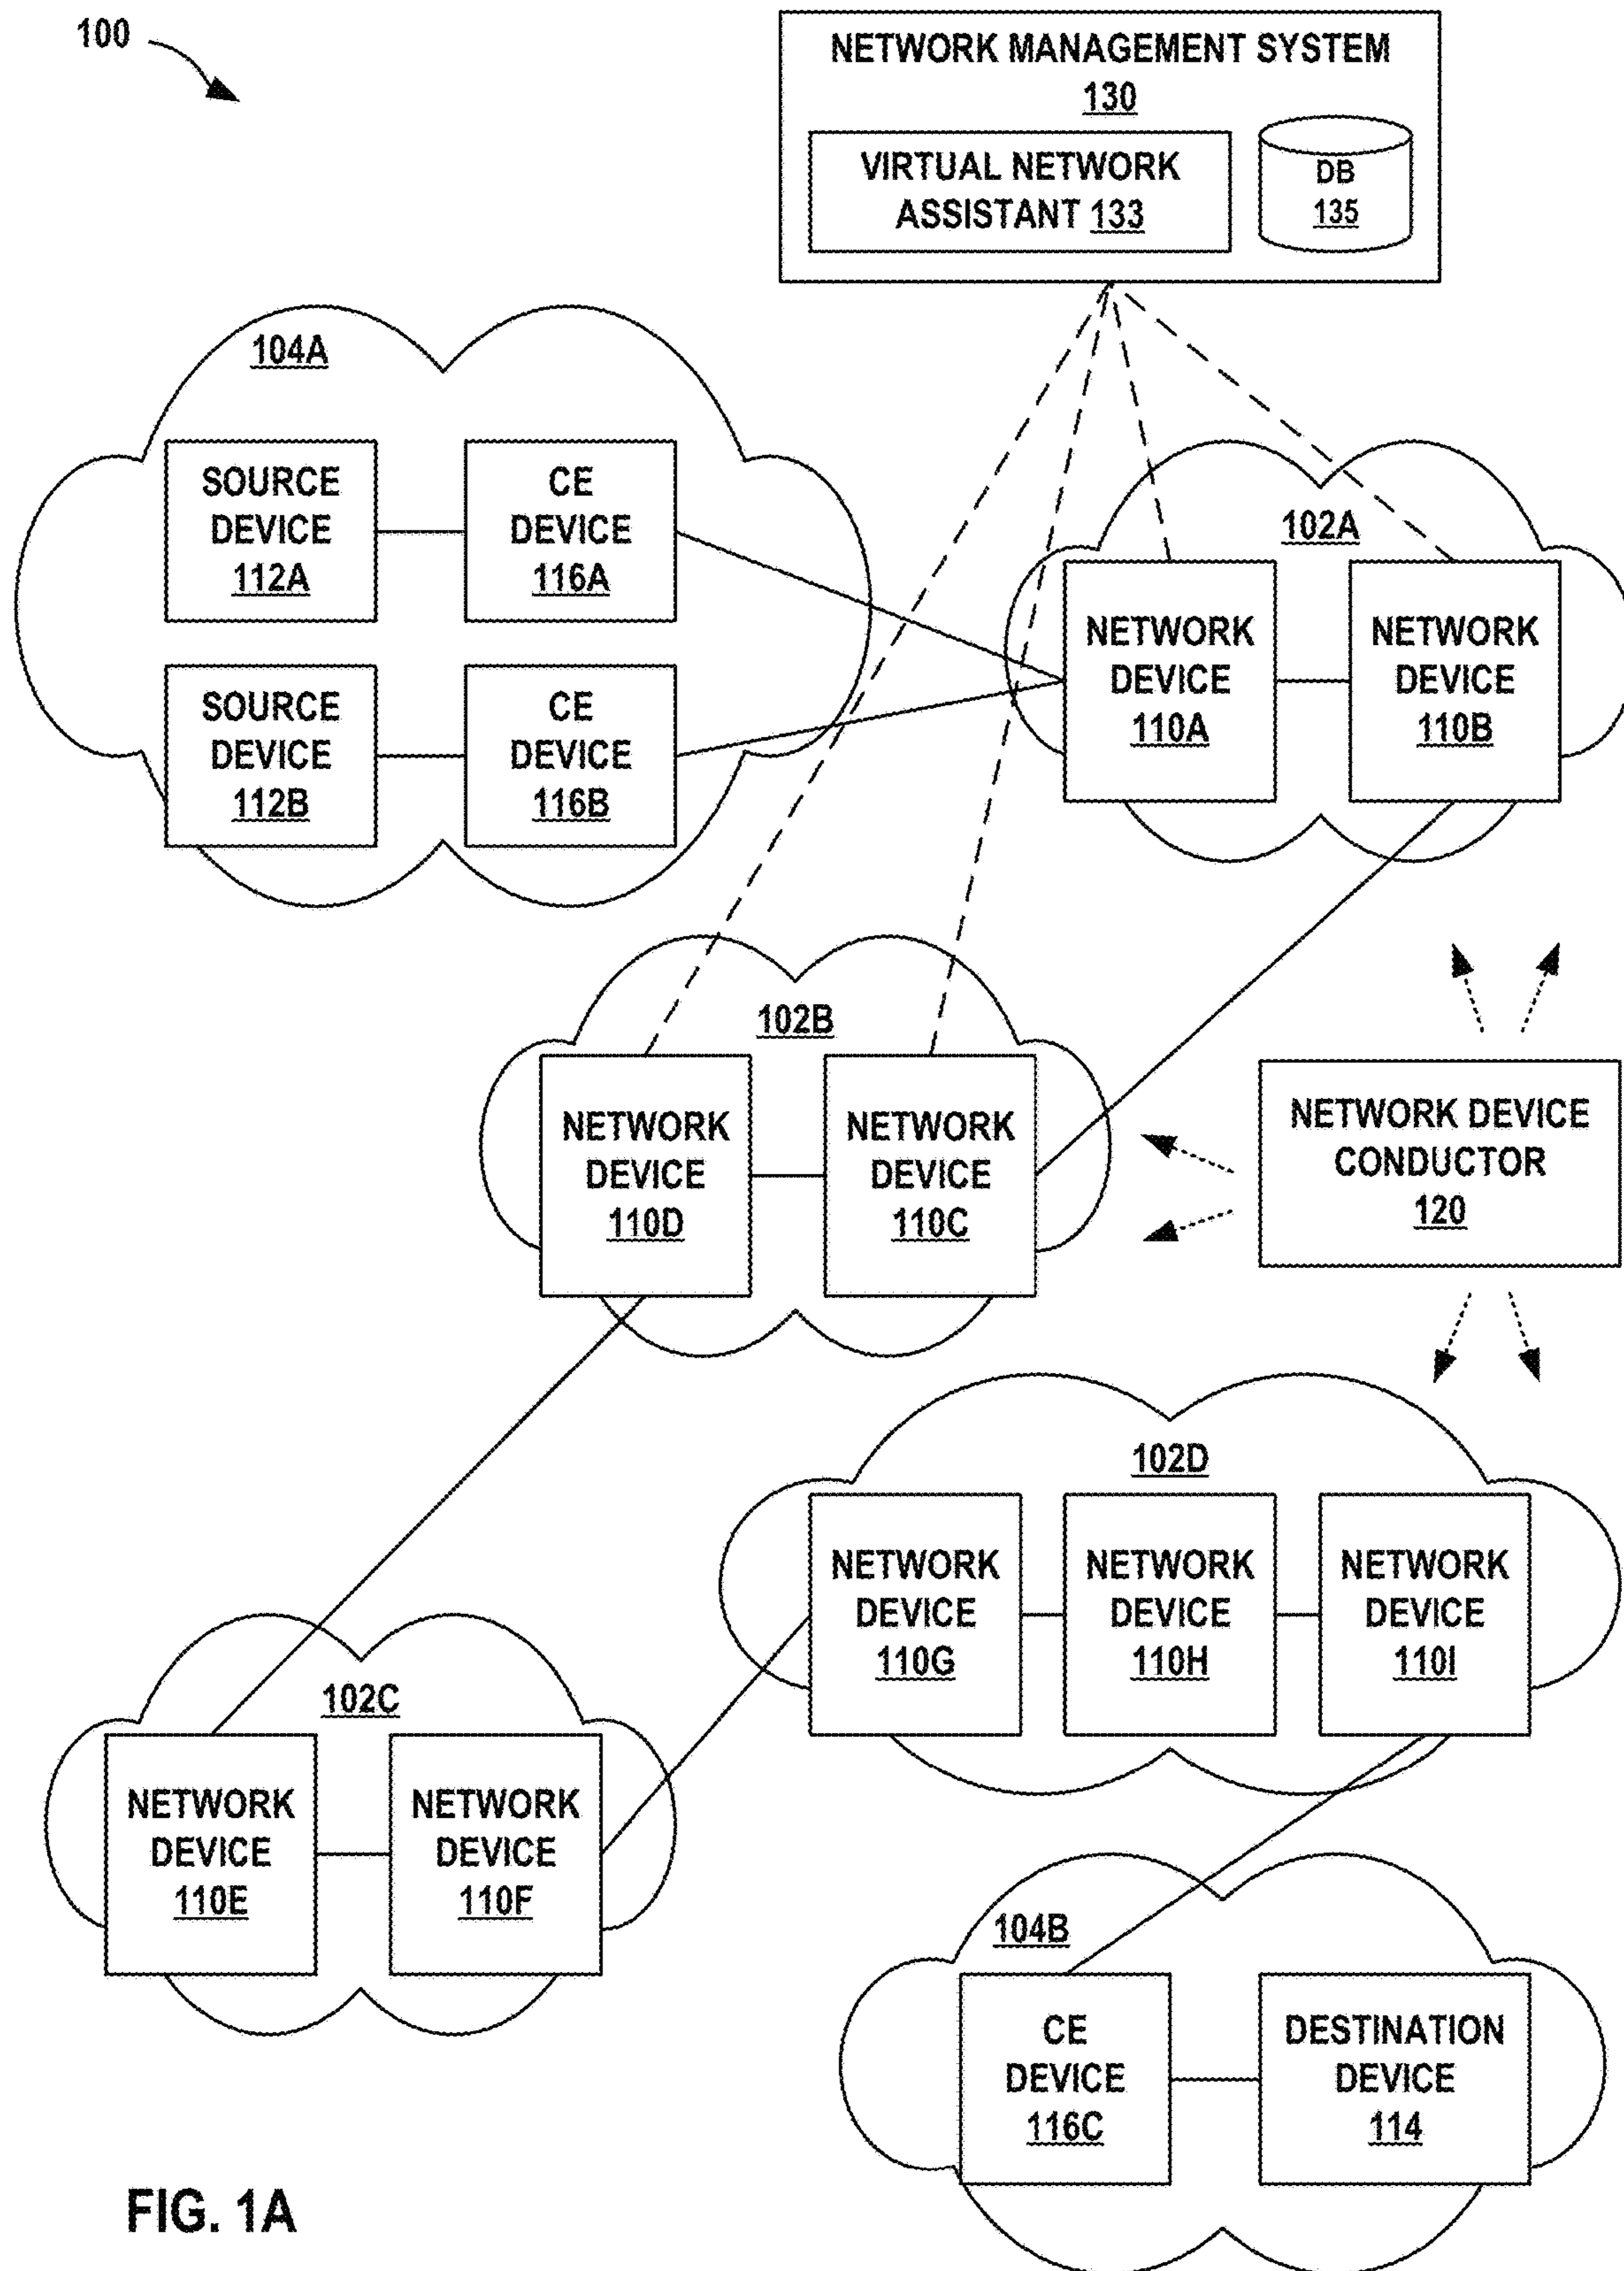 100
NETWORK MANAGEMENT SYSTEM
130
VIRTUAL NETWORK
ASSISTANT 133
DB
135
104A
SOURCE
DEVICE
112A
CE
DEVICE
116A
SOURCE
DEVICE
112B
CE
DEVICE
116B
102A
NETWORK
DEVICE
110A
NETWORK
DEVICE
110B
102B
NETWORK
DEVICE
110D
NETWORK
DEVICE
110C
NETWORK DEVICE
CONDUCTOR
120
102D
NETWORK
DEVICE
110G
NETWORK
DEVICE
110H
NETWORK
DEVICE
110I
102C
NETWORK
DEVICE
110E
NETWORK
DEVICE
110F
104B
CE
DEVICE
116C
DESTINATION
DEVICE
114
FIG. 1A